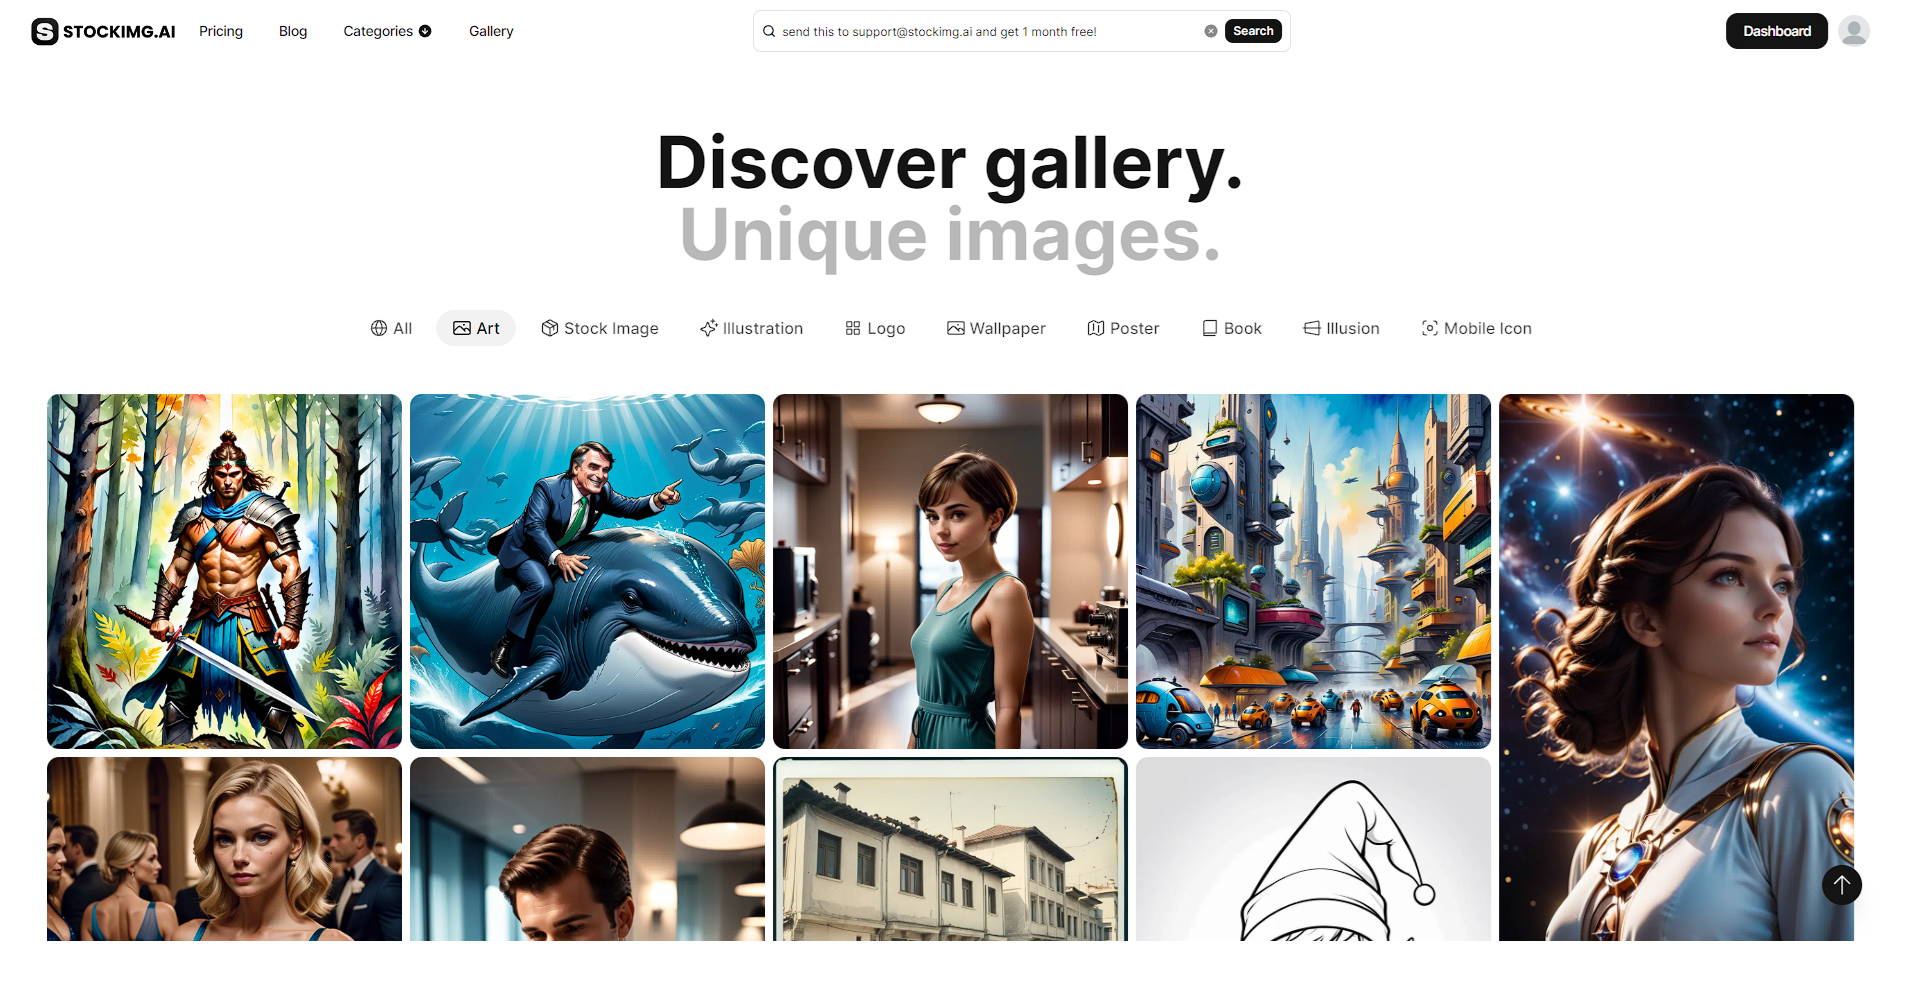 STOCKIMG.AI
Pricing
Blog
Categories
Gallery
send this to support@stockimg.ai and get 1 month free!
Search
Dashboard
Discover gallery.
Unique images.
All
Art
Stock Image
Illustration
Logo
Wallpaper
Poster
Book
Illusion
Mobile Icon